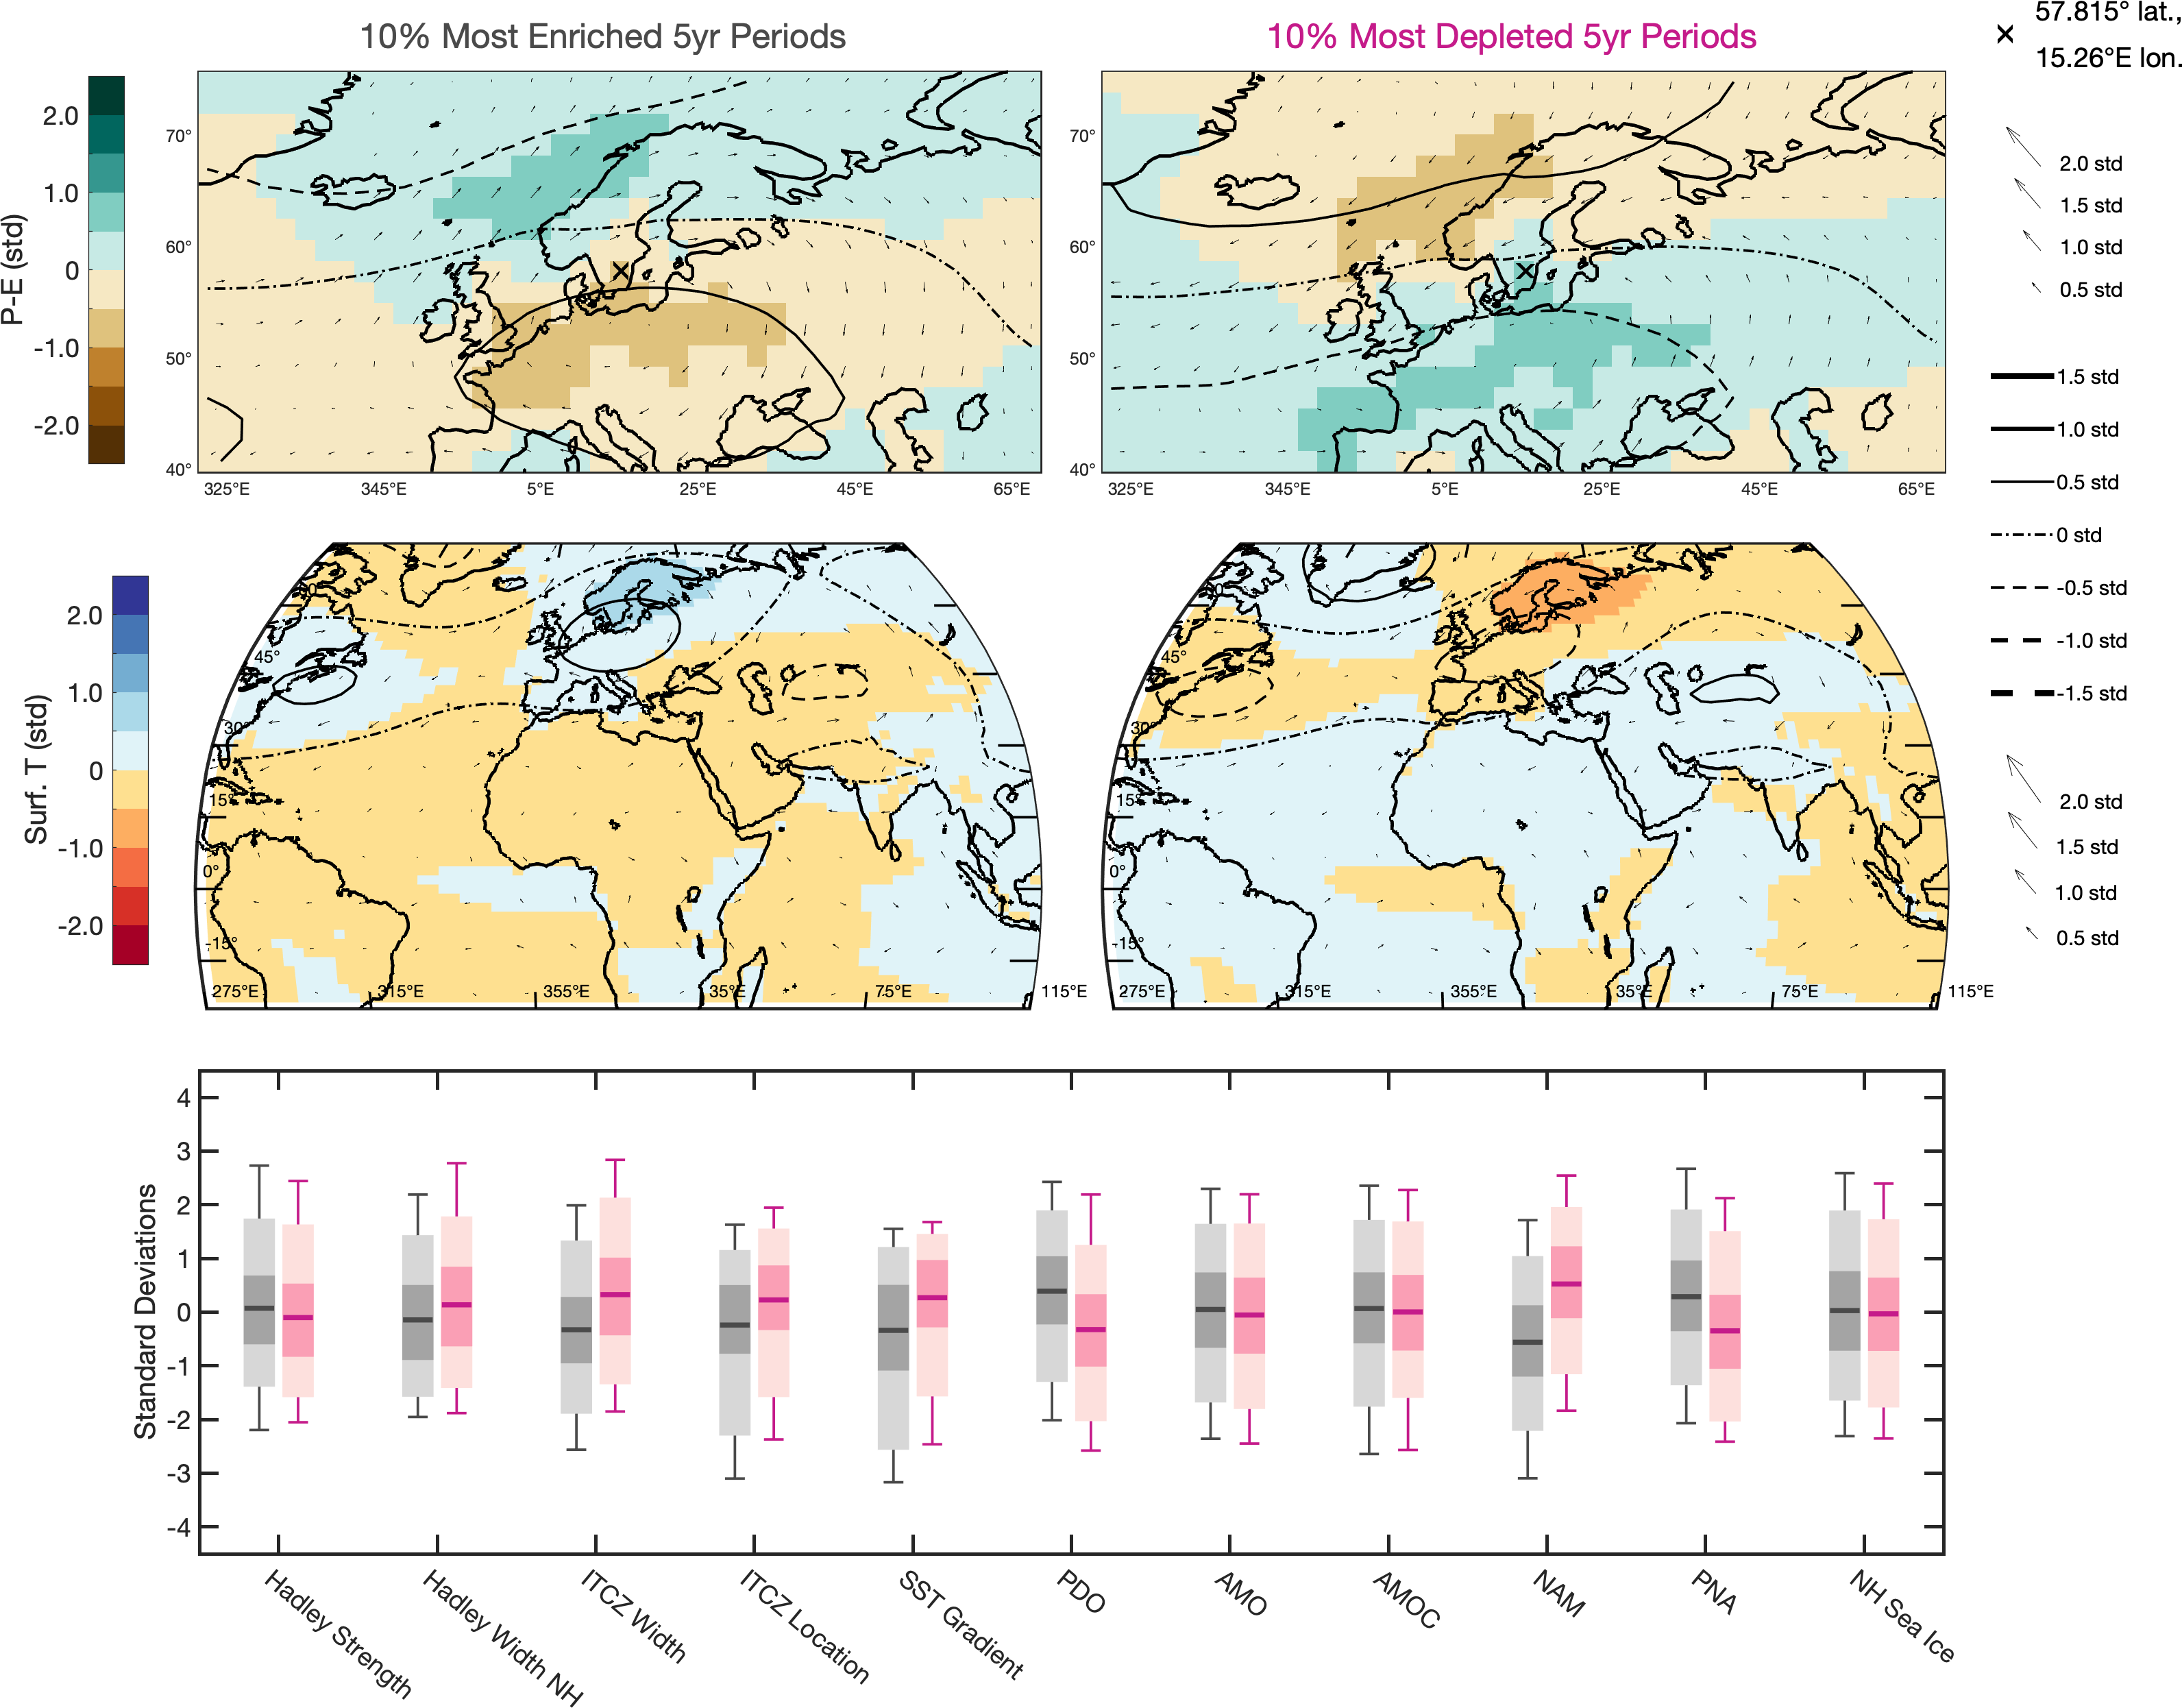 10% Most Enriched 5yr Periods
10% Most Depleted 5yr Periods
57.815° lat.,
15.26°E lon.
P-E (std)
2.0
1.0
0
-1.0
-2.0
70°
60°
50°
40°
325°E 345°E 5°E 25°E 45°E 65°E
70°
60°
50°
40°
325°E 345°E 5°E 25°E 45°E 65°E
2.0 std
1.5 std
1.0 std
0.5 std
1.5 std
1.0 std
0.5 std
0 std
-0.5 std
-1.0 std
-1.5 std
Surf. T (std)
2.0
1.0
0
-1.0
-2.0
45°
30°
15°
0°
-15°
275°E 315°E 355°E 35°E 75°E 115°E
45°
30°
15°
0°
-15°
275°E 315°E 355°E 35°E 75°E 115°E
2.0 std
1.5 std
1.0 std
0.5 std
Standard Deviations
4
3
2
1
0
-1
-2
-3
-4
Hadley Strength
Hadley Width NH
ITCZ Width
ITCZ Location
SST Gradient
PDO
AMO
AMOC
NAM
PNA
NH Sea Ice